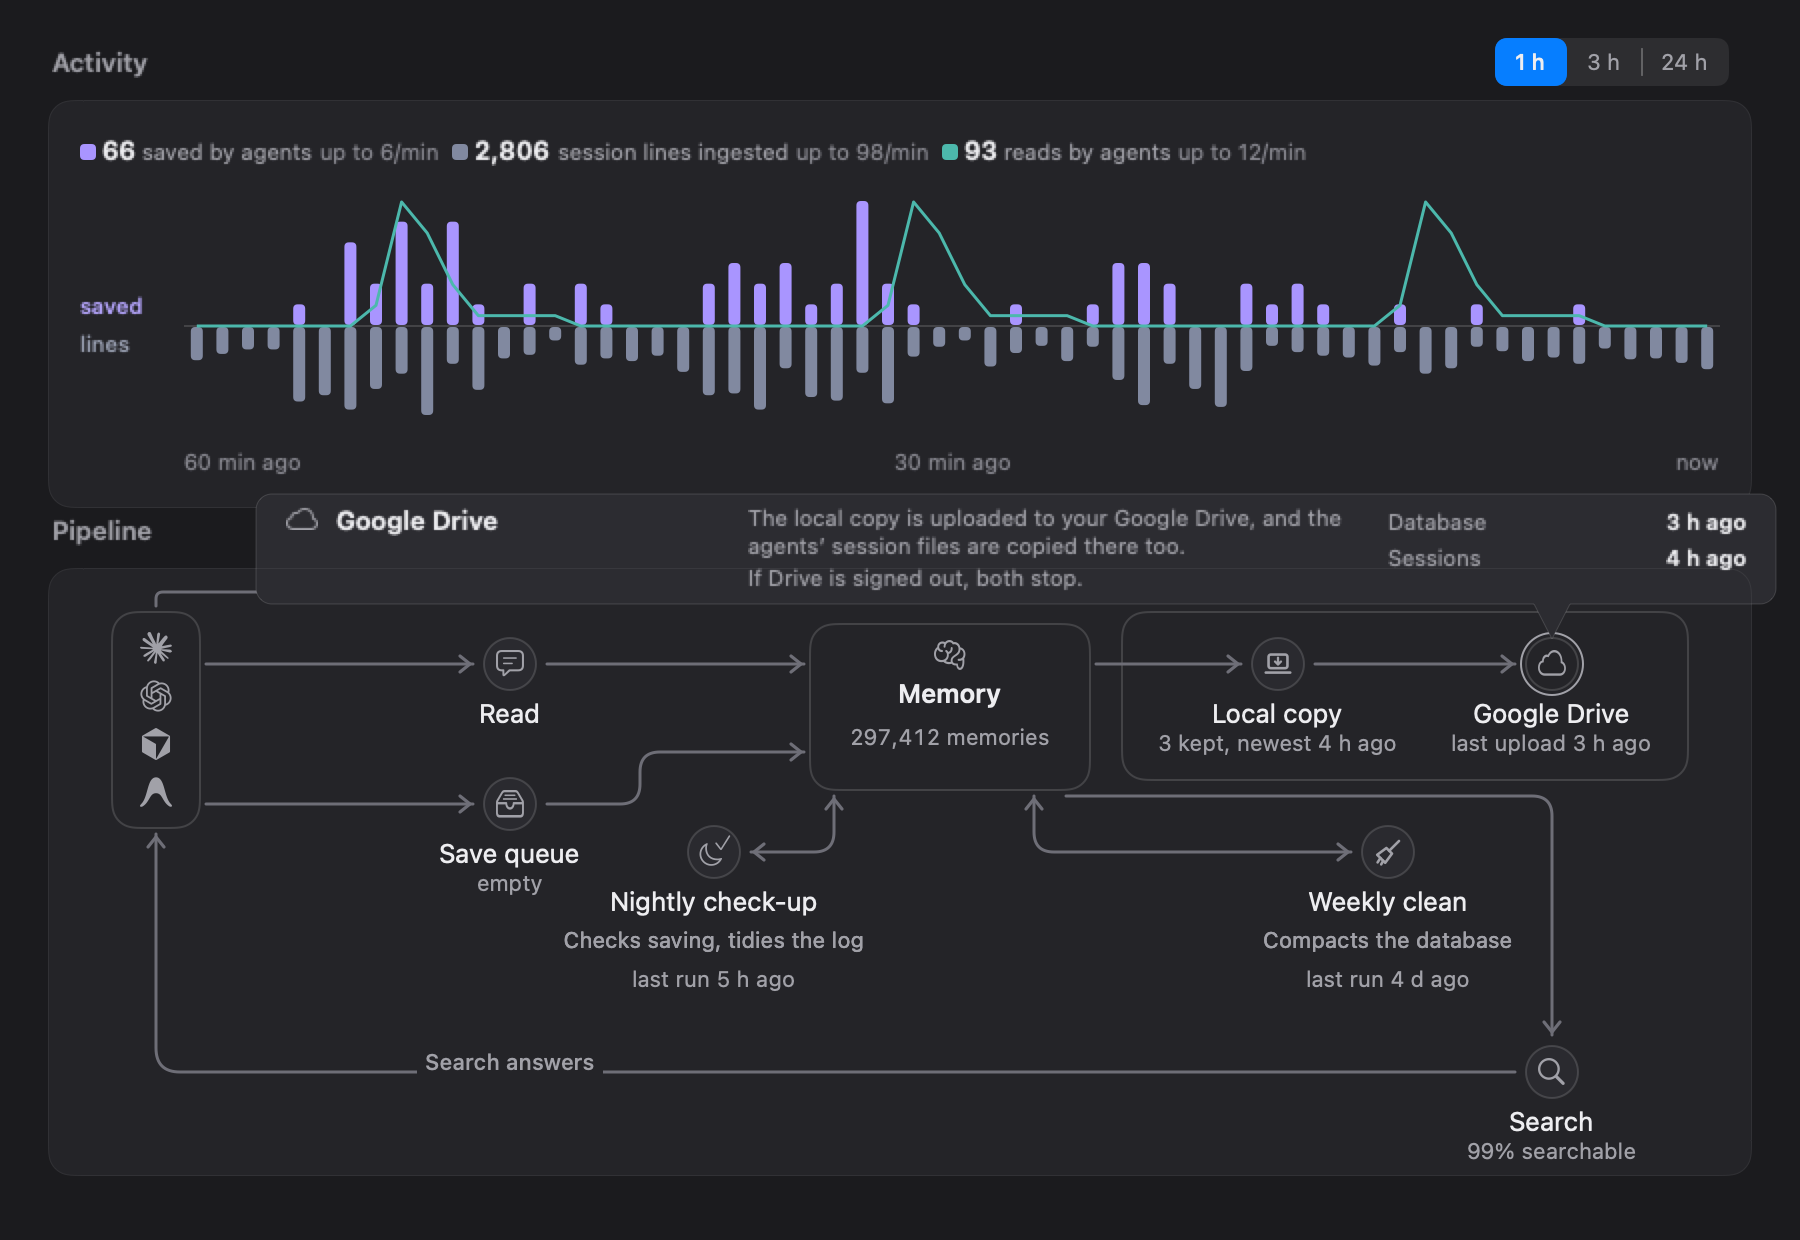 Activity
1 h
3 h
24 h
66 saved by agents up to 6/min
2,806 session lines ingested up to 98/min
93 reads by agents up to 12/min
saved
lines
60 min ago
30 min ago
now
Pipeline
Google Drive
The local copy is uploaded to your Google Drive, and the
agents’ session files are copied there too.
If Drive is signed out, both stop.
Database 3 h ago
Sessions 4 h ago
Read
Memory
297,412 memories
Local copy
3 kept, newest 4 h ago
Google Drive
last upload 3 h ago
Save queue
empty
Nightly check-up
Checks saving, tidies the log
last run 5 h ago
Weekly clean
Compacts the database
last run 4 d ago
Search answers
Search
99% searchable